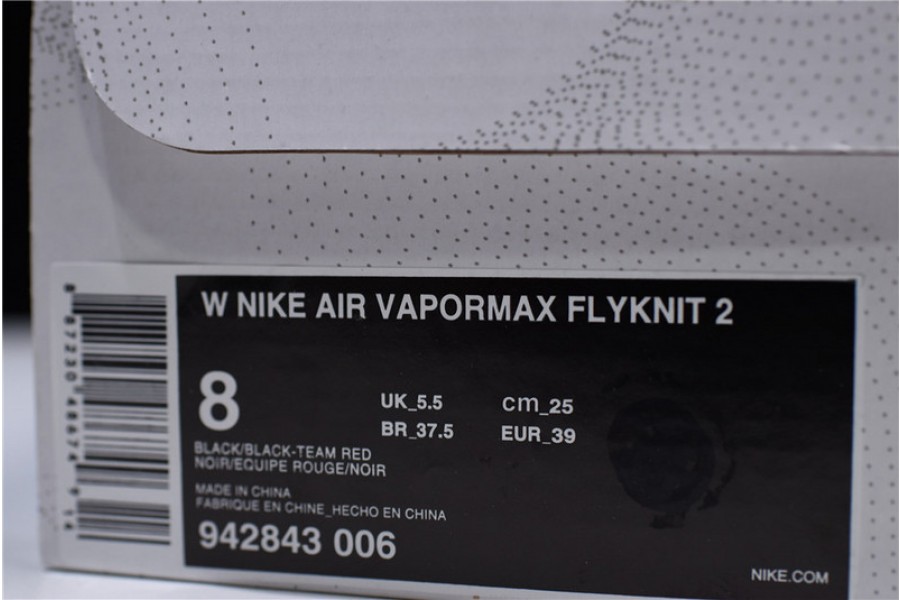 W NIKE AIR VAPORMAX FLYKNIT 2
8
UK_5.5 cm_25
BR_37.5 EUR_39
BLACK/BLACK-TEAM RED
NOIR/EQUIPE ROUGE/NOIR
MADE IN CHINA
FABRIQUE EN CHINE_HECHO EN CHINA
942843 006
NIKE.COM